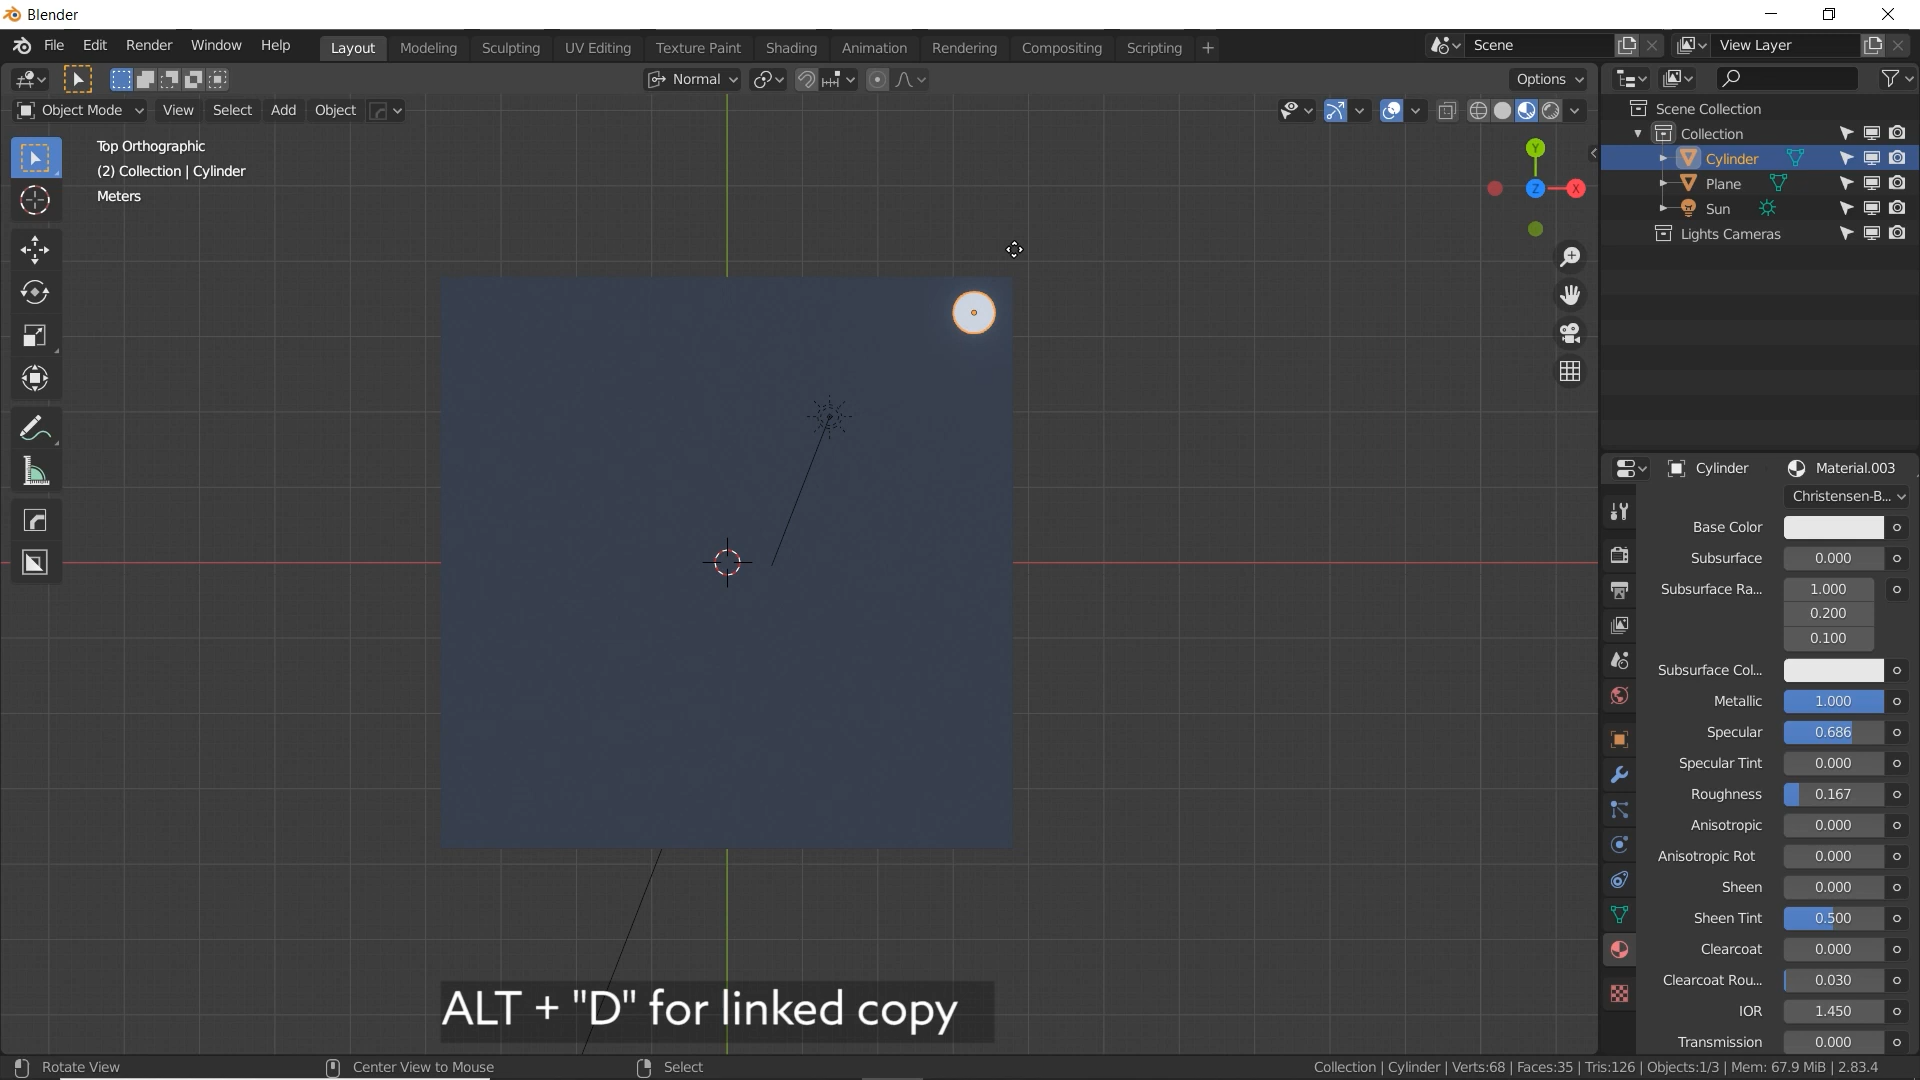 Blender
File Edit Render Window Help Layout Modeling Sculpting UV Editing Texture Paint Shading Animation Rendering Compositing Scripting + Scene View Layer
Normal Options
Object Mode View Select Add Object
Top Orthographic
(2) Collection | Cylinder
Meters
Y
Z
X
Scene Collection
Collection
Cylinder
Plane
Sun
Lights Cameras
Cylinder Material.003
Christensen-B...
Base Color
Subsurface 0.000
Subsurface Ra... 1.000
0.200
0.100
Subsurface Col...
Metallic 1.000
Specular 0.686
Specular Tint 0.000
Roughness 0.167
Anisotropic 0.000
Anisotropic Rot 0.000
Sheen 0.000
Sheen Tint 0.500
Clearcoat 0.000
Clearcoat Rou... 0.030
IOR 1.450
Transmission 0.000
ALT + "D" for linked copy
Rotate View Center View to Mouse Select Collection | Cylinder | Verts:68 | Faces:35 | Tris:126 | Objects:1/3 | Mem: 67.9 MiB | 2.83.4